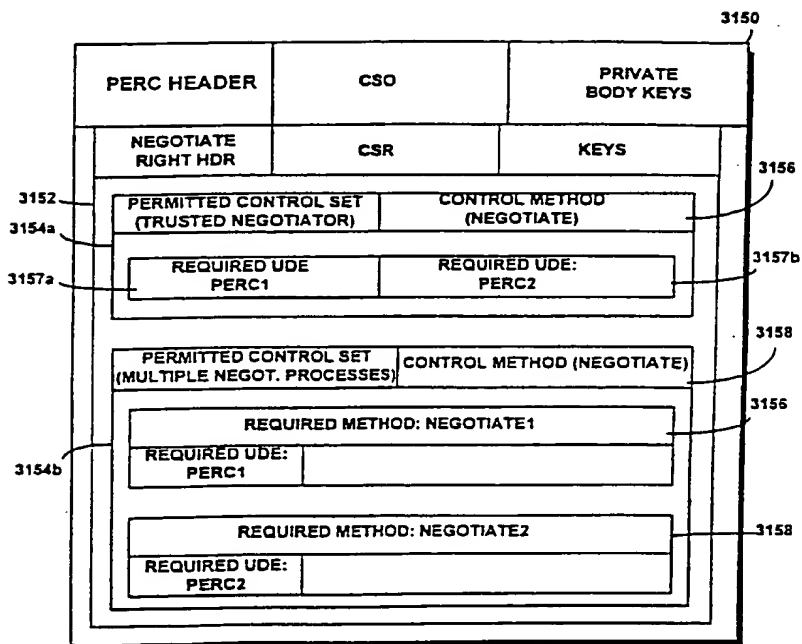 3150
PERC HEADER
CSO
PRIVATE
BODY KEYS
NEGOTIATE
RIGHT HDR
CSR
KEYS
3152
3154a
PERMITTED CONTROL SET
(TRUSTED NEGOTIATOR)
CONTROL METHOD
(NEGOTIATE)
3156
3157a
REQUIRED UDE
PERC1
REQUIRED UDE:
PERC2
3157b
PERMITTED CONTROL SET
(MULTIPLE NEGOT. PROCESSES)
CONTROL METHOD (NEGOTIATE)
3158
REQUIRED METHOD: NEGOTIATE1
3156
3154b
REQUIRED UDE:
PERC1
REQUIRED METHOD: NEGOTIATE2
3158
REQUIRED UDE:
PERC2